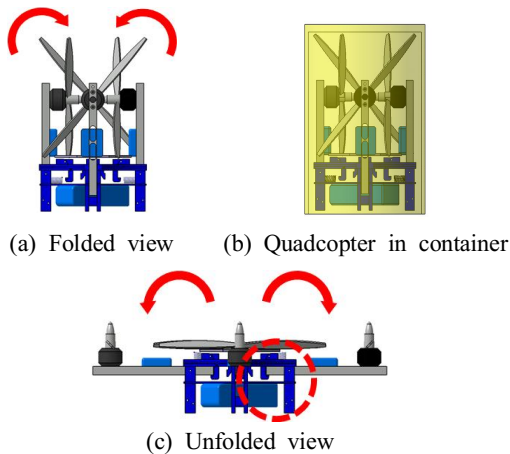 (a) Folded view
(b) Quadcopter in container
(c) Unfolded view